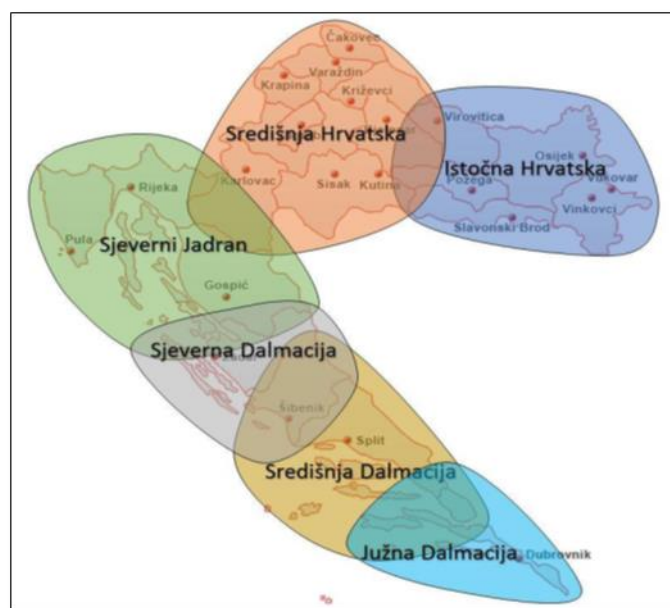 Čakovec
Varaždin
Krapina
Križevci
Virovitica
Središnja Hrvatska
Osijek
Istočna Hrvatska
Karlovac
Sisak
Kutina
Požega
Vukovar
Vinkovci
Rijeka
Slavonski Brod
Pula
Sjeverni Jadran
Gospić
Sjeverna Dalmacija
Šibenik
Split
Središnja Dalmacija
Južna Dalmacija
Dubrovnik